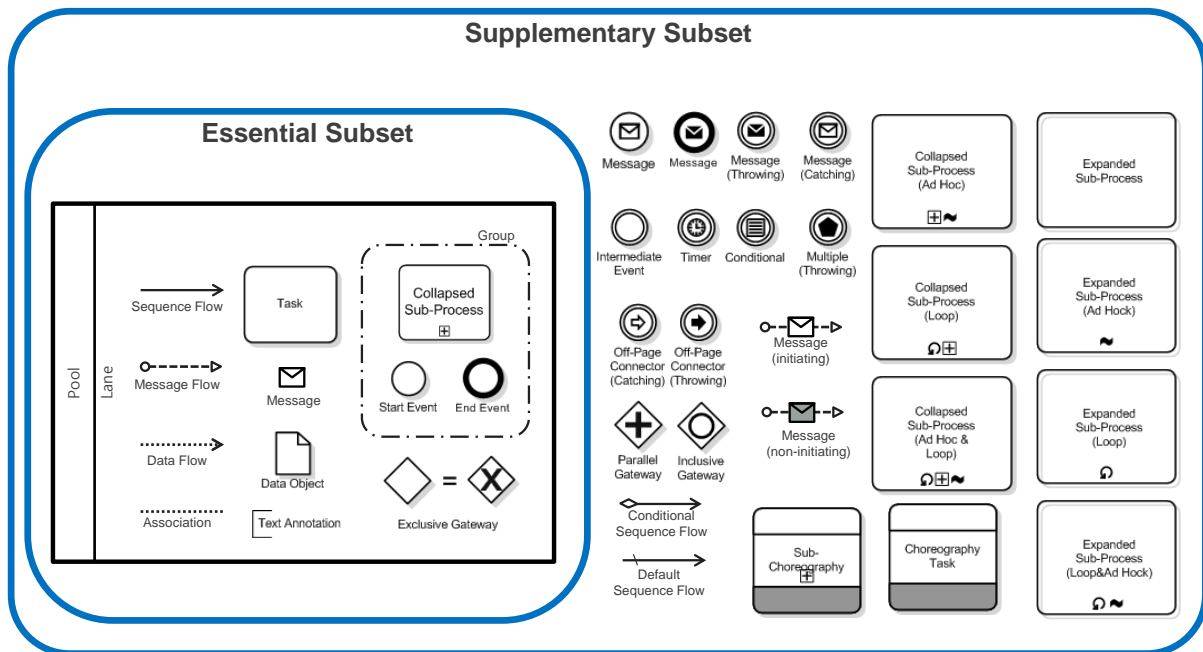 Supplementary Subset
Essential Subset
Pool
Lane
Sequence Flow
Message Flow
Data Flow
Association
Task
Message
Data Object
Text Annotation
Group
Collapsed
Sub-Process
Start Event
End Event
=
X
Exclusive Gateway
Message
Message
Message
(Throwing)
Message
(Catching)
Intermediate
Event
Timer
Conditional
Multiple
(Throwing)
Off-Page
Connector
(Catching)
Off-Page
Connector
(Throwing)
Message
(initiating)
Parallel
Gateway
Inclusive
Gateway
Message
(non-initiating)
Conditional
Sequence Flow
Default
Sequence Flow
Sub-
Choreography
Choreography
Task
Collapsed
Sub-Process
(Ad Hoc)
Collapsed
Sub-Process
(Loop)
Collapsed
Sub-Process
(Ad Hoc &
Loop)
Expanded
Sub-Process
Expanded
Sub-Process
(Ad Hock)
Expanded
Sub-Process
(Loop)
Expanded
Sub-Process
(Loop&Ad Hock)